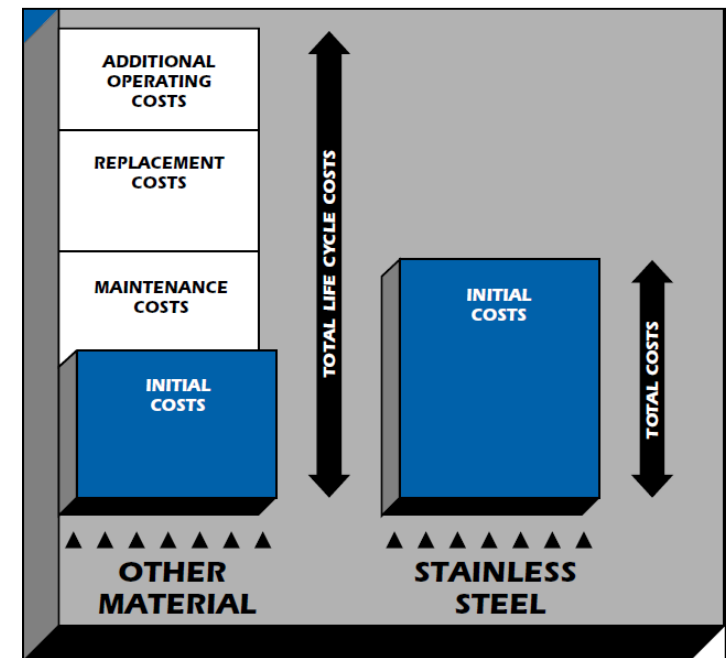 ADDITIONAL
OPERATING
COSTS
REPLACEMENT
COSTS
MAINTENANCE
COSTS
INITIAL
COSTS
TOTAL LIFE CYCLE COSTS
INITIAL
COSTS
TOTAL COSTS
OTHER
MATERIAL
STAINLESS
STEEL